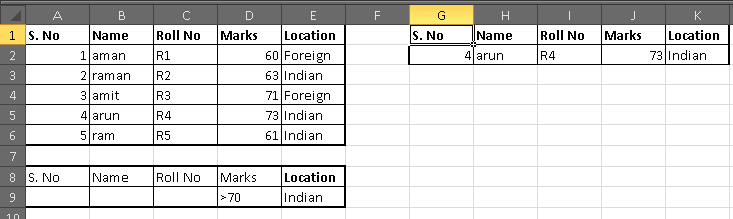 A B C D E F G H I J K
1 S. No Name Roll No Marks Location S. No Name Roll No Marks Location
2 1 aman R1 60 Foreign 4 arun R4 73 Indian
3 2 raman R2 63 Indian
4 3 amit R3 71 Foreign
5 4 arun R4 73 Indian
6 5 ram R5 61 Indian
7
8 S. No Name Roll No Marks Location
9 >70 Indian
10